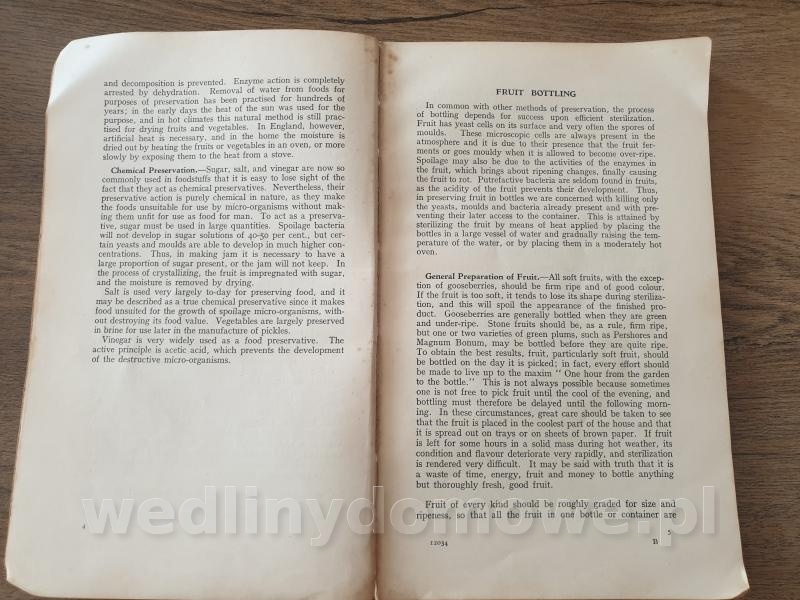 and decomposition is prevented. Enzyme action is completely
arrested by dehydration. Removal of water from foods for
purposes of preservation has been practised for hundreds of
years; in the early days the heat of the sun was used for the
purpose, and in hot climates this natural method is still prac-
tised for drying fruits and vegetables. In England, however,
artificial heat is necessary, and in the home the moisture is
dried out by heating the fruits or vegetables in an oven, or more
slowly by exposing them to the heat from a stove.
Chemical Preservation.—Sugar, salt, and vinegar are now so
commonly used in foodstuffs that it is easy to lose sight of the
fact that they act as chemical preservatives. Nevertheless, their
preservative action is purely chemical in nature, as they make
the foods unsuitable for use by micro-organisms without mak-
ing them unfit for use as food for man. To act as a preserva-
tive, sugar must be used in large quantities. Spoilage bacteria
will not develop in sugar solutions of 40-50 per cent., but cer-
tain yeasts and moulds are able to develop in much higher con-
centrations. Thus, in making jam it is necessary to have a
large proportion of sugar present, or the jam will not keep. In
the process of crystallizing, the fruit is impregnated with sugar,
and the moisture is removed by drying.
Salt is used very largely to-day for preserving food, and it
may be described as a true chemical preservative since it makes
food unsuited for the growth of spoilage micro-organisms, with-
out destroying its food value. Vegetables are largely preserved
in brine for use later in the manufacture of pickles.
Vinegar is very widely used as a food preservative. The
active principle is acetic acid, which prevents the development
of the destructive micro-organisms.
4
FRUIT BOTTLING
In common with other methods of preservation, the process
of bottling depends for success upon efficient sterilization.
Fruit has yeast cells on its surface and very often the spores of
moulds. These microscopic cells are always present in the
atmosphere and it is due to their presence that the fruit fer-
ments or goes mouldy when it is allowed to become over-ripe.
Spoilage may also be due to the activities of the enzymes in
the fruit, which brings about ripening changes, finally causing
the fruit to rot. Putrefactive bacteria are seldom found in fruits,
as the acidity of the fruit prevents their development. Thus,
in preserving fruit in bottles we are concerned with killing only
the yeasts, moulds and bacteria already present and with pre-
venting their later access to the container. This is attained by
sterilizing the fruit by means of heat applied by placing the
bottles in a large vessel of water and gradually raising the tem-
perature of the water, or by placing them in a moderately hot
oven.
General Preparation of Fruit.—All soft fruits, with the excep-
tion of gooseberries, should be firm ripe and of good colour.
If the fruit is too soft, it tends to lose its shape during steriliza-
tion, and this will spoil the appearance of the finished pro-
duct. Gooseberries are generally bottled when they are green
and under-ripe. Stone fruits should be, as a rule, firm ripe,
but one or two varieties of green plums, such as Pershores and
Magnum Bonum, may be bottled before they are quite ripe.
To obtain the best results, fruit, particularly soft fruit, should
be bottled on the day it is picked; in fact, every effort should
be made to live up to the maxim " One hour from the garden
to the bottle." This is not always possible because sometimes
one is not free to pick fruit until the cool of the evening, and
bottling must therefore be delayed until the following morn-
ing. In these circumstances, great care should be taken to see
that the fruit is placed in the coolest part of the house and that
it is spread out on trays or on sheets of brown paper. If fruit
is left for some hours in a solid mass during hot weather, its
condition and flavour deteriorate very rapidly, and sterilization
is rendered very difficult. It may be said with truth that it is
a waste of time, energy, fruit and money to bottle anything
but thoroughly fresh, good fruit.
Fruit of every kind should be roughly graded for size and
ripeness, so that all the fruit in one bottle or container are
5
12034 B
wedlinydomowe.pl